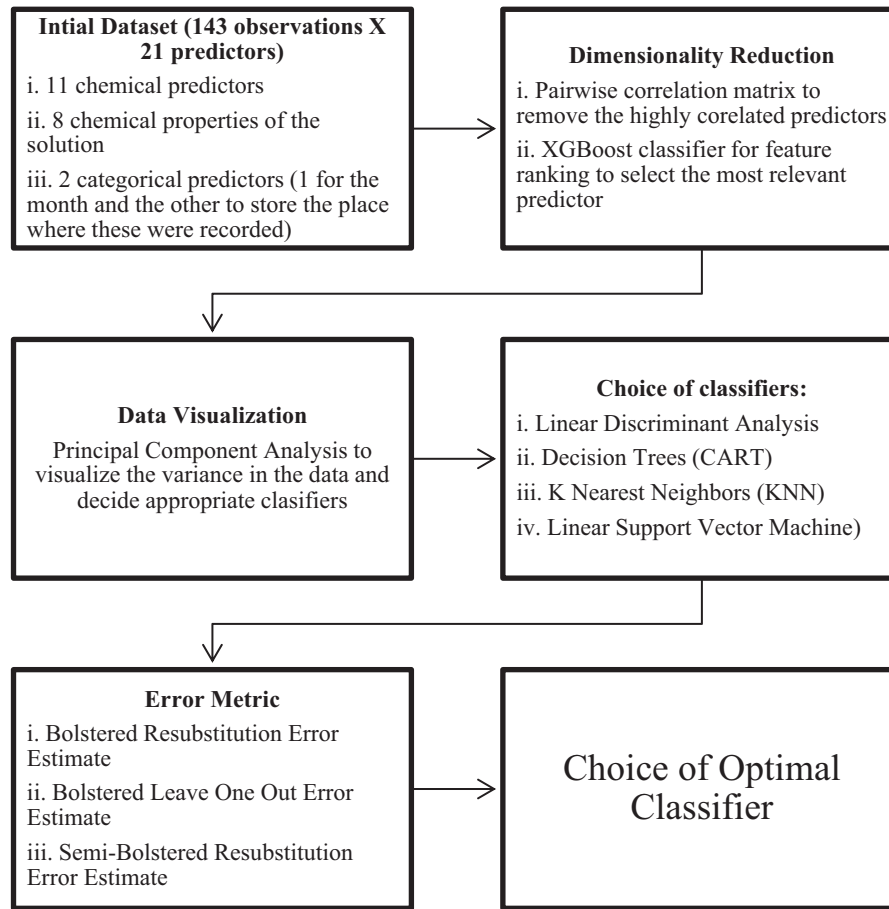 Intial Dataset (143 observations X
21 predictors)
i. 11 chemical predictors
ii. 8 chemical properties of the
solution
iii. 2 categorical predictors (1 for the
month and the other to store the place
where these were recorded)
Dimensionality Reduction
i. Pairwise correlation matrix to
remove the highly corelated predictors
ii. XGBoost classifier for feature
ranking to select the most relevant
predictor
Data Visualization
Principal Component Analysis to
visualize the variance in the data and
decide appropriate clasifiers
Choice of classifiers:
i. Linear Discriminant Analysis
ii. Decision Trees (CART)
iii. K Nearest Neighbors (KNN)
iv. Linear Support Vector Machine)
Error Metric
i. Bolstered Resubstitution Error
Estimate
ii. Bolstered Leave One Out Error
Estimate
iii. Semi-Bolstered Resubstitution
Error Estimate
Choice of Optimal
Classifier